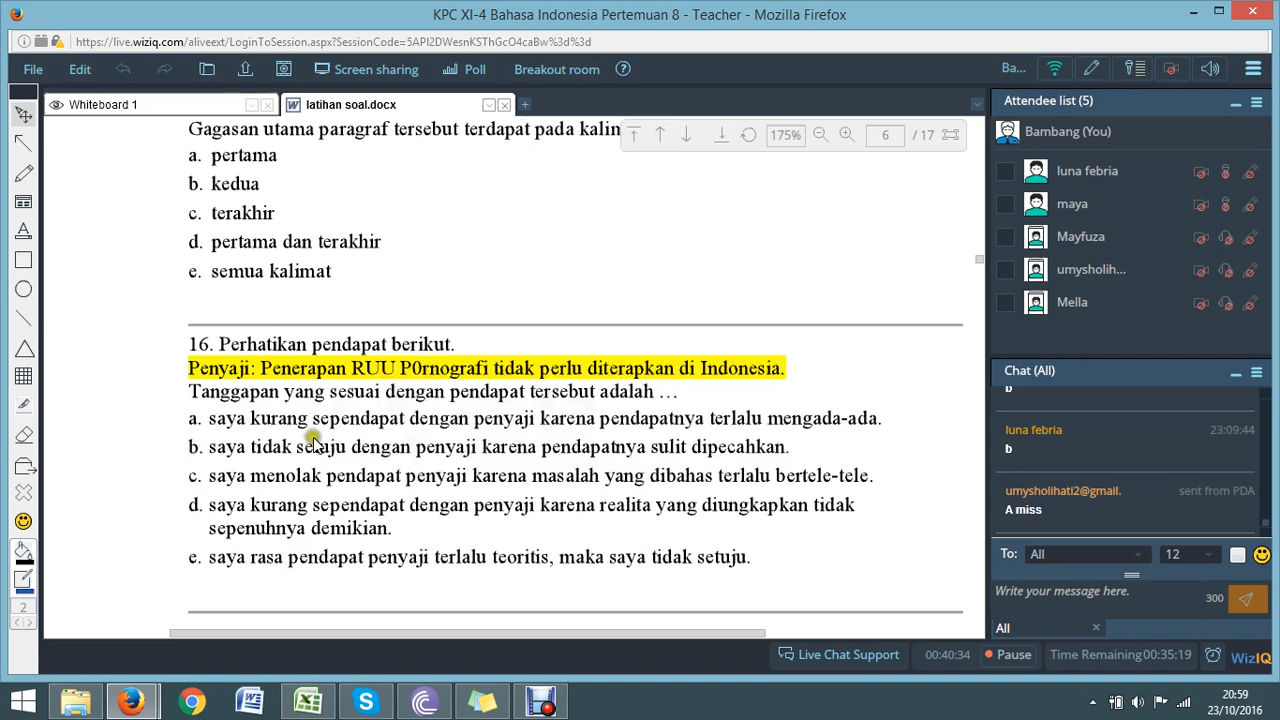 KPC XI-4 Bahasa Indonesia Pertemuan 8 - Teacher - Mozilla Firefox
https://live.wiziq.com/aliveext/LoginToSession.aspx?SessionCode=5API2DWesnKSThGcO4caBw%3d%3d
File Edit Screen sharing Poll Breakout room ? Ba...
Whiteboard 1 latihan soal.docx
175% 6 / 17
Gagasan utama paragraf tersebut terdapat pada
a. pertama
b. kedua
c. terakhir
d. pertama dan terakhir
e. semua kalimat
16. Perhatikan pendapat berikut.
Penyaji: Penerapan RUU P0rnografi tidak perlu diterapkan di Indonesia.
Tanggapan yang sesuai dengan pendapat tersebut adalah …
a. saya kurang sependapat dengan penyaji karena pendapatnya terlalu mengada-ada.
b. saya tidak setuju dengan penyaji karena pendapatnya sulit dipecahkan.
c. saya menolak pendapat penyaji karena masalah yang dibahas terlalu bertele-tele.
d. saya kurang sependapat dengan penyaji karena realita yang diungkapkan tidak
sepenuhnya demikian.
e. saya rasa pendapat penyaji terlalu teoritis, maka saya tidak setuju.
2
Attendee list (5)
Bambang (You)
luna febria
maya
Mayfuza
umysholih...
Mella
Chat (All)
b
luna febria 23:09:44
b
umysholihati2@gmail. sent from PDA
A miss
To: All 12
Write your message here. 300
All
Live Chat Support 00:40:34 Pause Time Remaining 00:35:19 WizIQ
20:59
23/10/2016